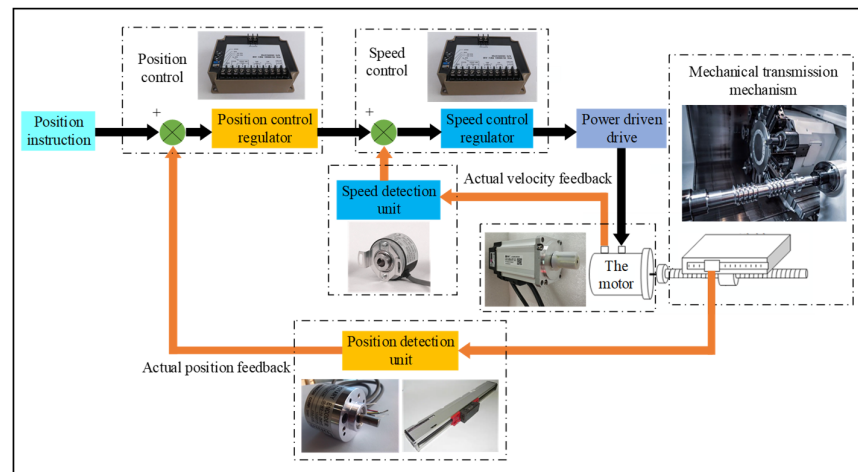 Position
control
Speed
control
Mechanical transmission
mechanism
+
+
Position
instruction
Position control
regulator
Speed control
regulator
Power driven
drive
Speed detection
unit
Actual velocity feedback
The
motor
Position detection
unit
Actual position feedback